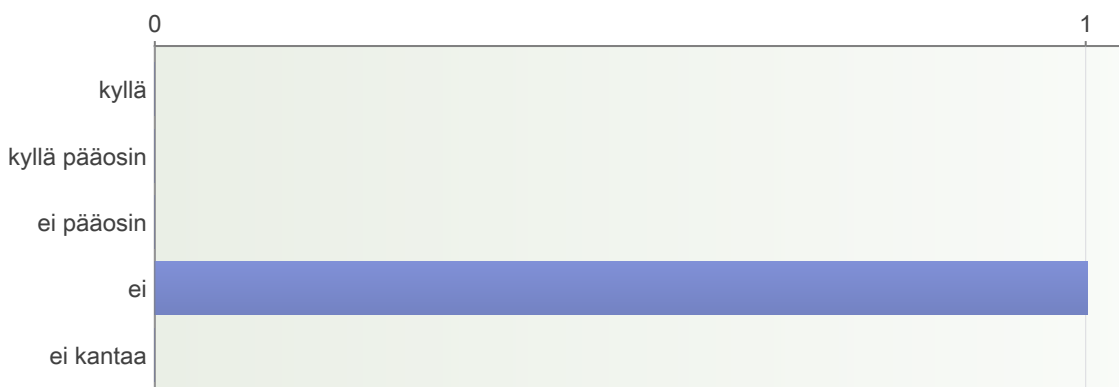 0 1
kyllä
kyllä pääosin
ei pääosin
ei
ei kantaa